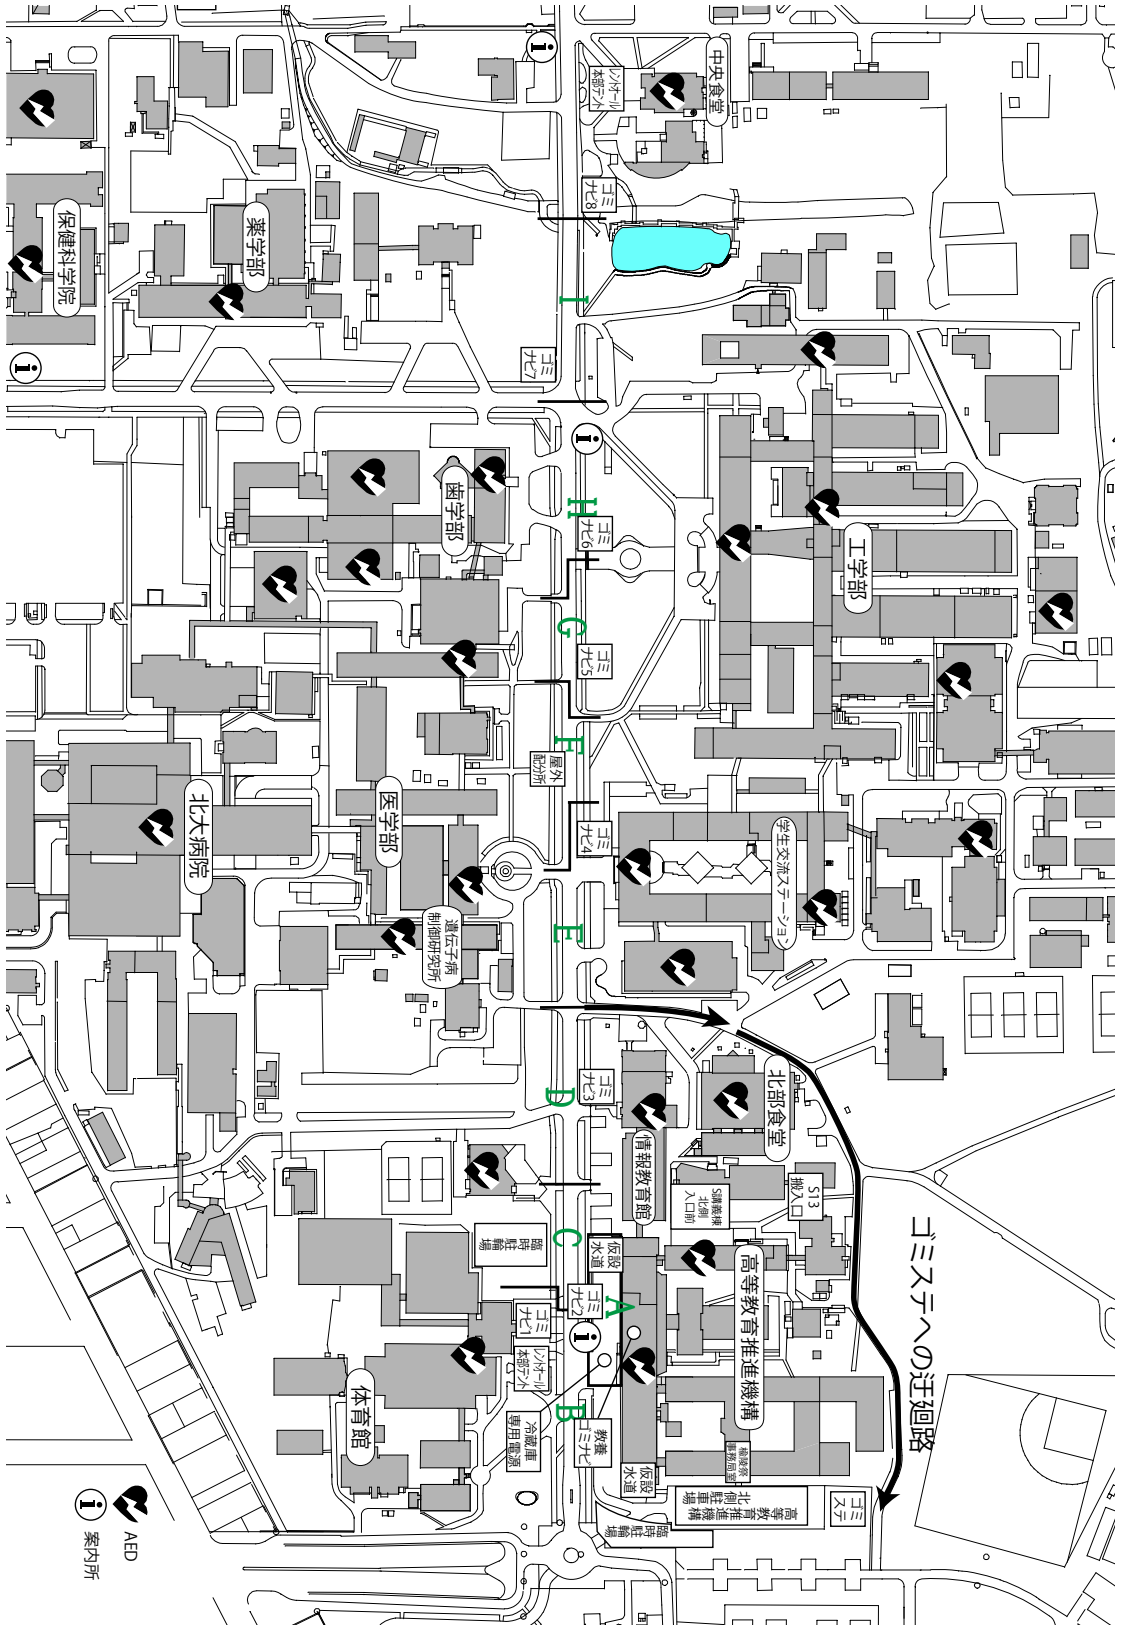 中央食堂
レントオール
本部テント
ゴミ
ナビ8
保健科学院
薬学部
I
ゴミ
ナビ7
H
ゴミ
ナビ6
歯学部
工学部
G
ゴミ
ナビ5
F
屋外
配分所
ゴミ
ナビ4
医学部
北大病院
学生交流ステーション
E
遺伝子病
制御研究所
D
ゴミ
ナビ3
北部食堂
情報教育館
S講義棟
北側
入口前
S13
搬入口
C
臨時駐輪場
仮設
水道
高等教育推進機構
ゴミステへの迂廻路
A
ゴミ
ナビ2
ゴミ
ナビ1
レントオール
本部テント
体育館
B
冷蔵庫
専用電源
教養
ゴミナビ
仮設
水道
楡陵祭
事務局室
高等教育推進機構
北側駐車場
臨時駐輪場
ゴミ
ステ
AED
案内所